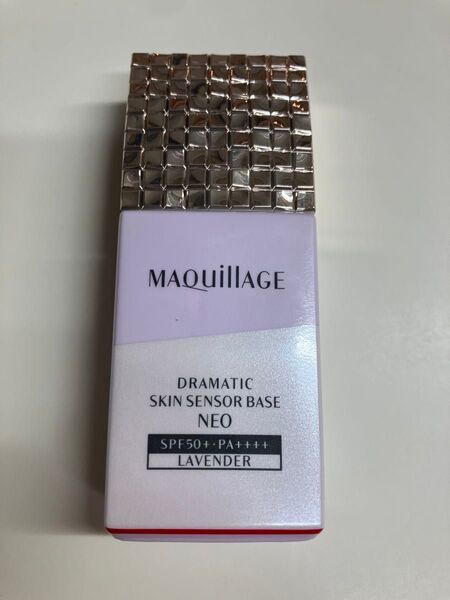 MAQuillAGE
DRAMATIC
SKIN SENSOR BASE
NEO
SPF50+・PA++++
LAVENDER